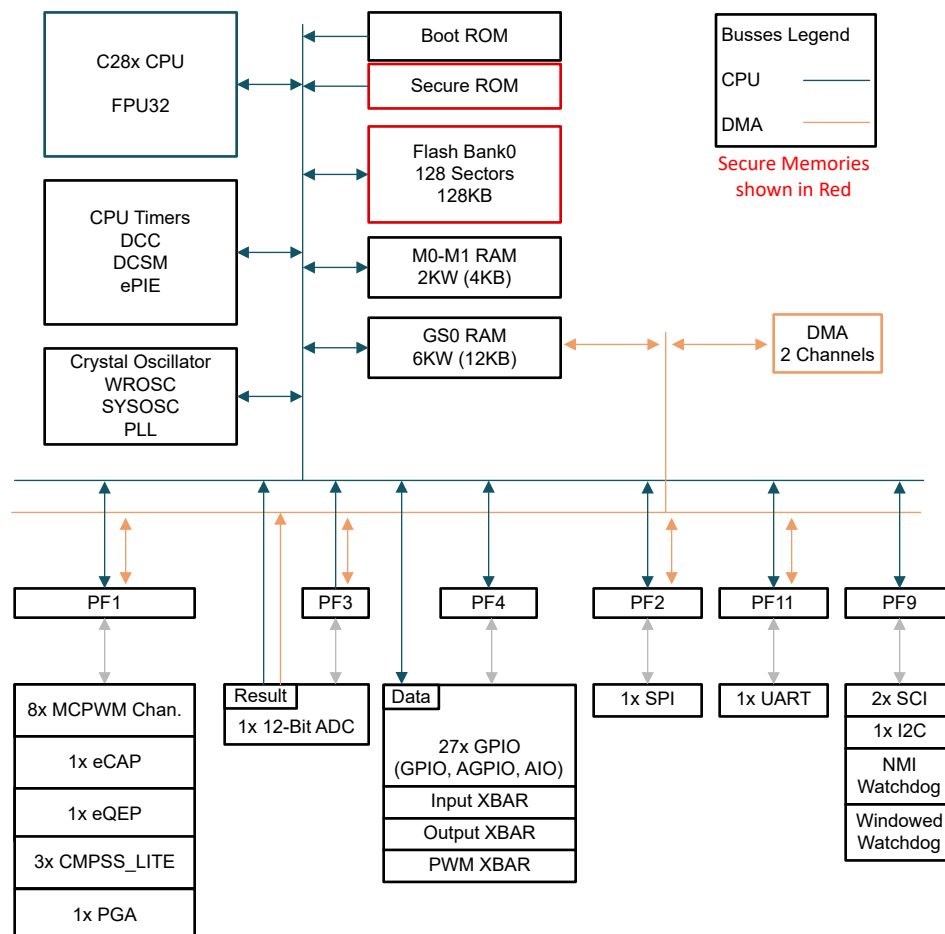 C28x CPU
FPU32
Boot ROM
Secure ROM
Flash Bank0
128 Sectors
128KB
Busses Legend
CPU
DMA
Secure Memories
shown in Red
CPU Timers
DCC
DCSM
ePIE
M0-M1 RAM
2KW (4KB)
GS0 RAM
6KW (12KB)
DMA
2 Channels
Crystal Oscillator
WROSC
SYSOSC
PLL
PF1
PF3
PF4
PF2
PF11
PF9
8x MCPWM Chan.
1x eCAP
1x eQEP
3x CMPSS_LITE
1x PGA
Result
1x 12-Bit ADC
Data
27x GPIO
(GPIO, AGPIO, AIO)
Input XBAR
Output XBAR
PWM XBAR
1x SPI
1x UART
2x SCI
1x I2C
NMI
Watchdog
Windowed
Watchdog